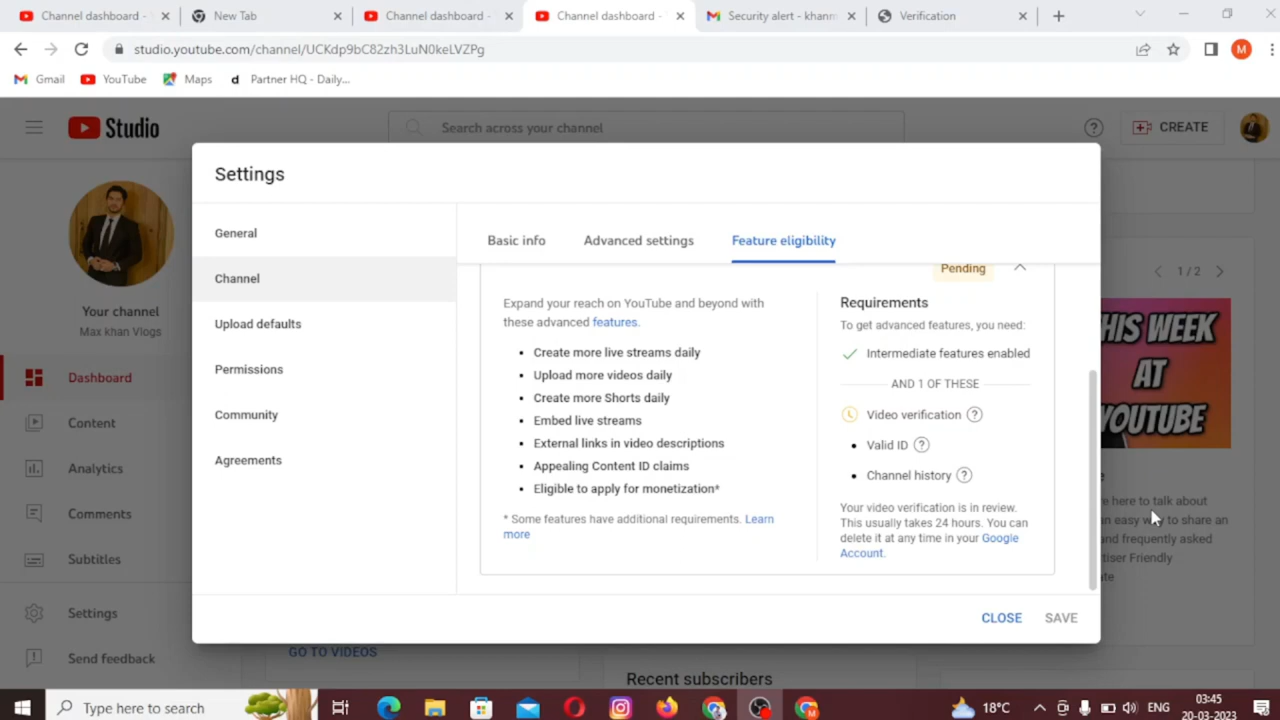 Channel dashboard -
New Tab
Channel dashboard -
Channel dashboard -
Security alert - khanm
Verification
studio.youtube.com/channel/UCKdp9bC82zh3LuN0keLVZPg
M
Gmail
YouTube
Maps
d Partner HQ - Daily...
Studio
Search across your channel
CREATE
Your channel
Max khan Vlogs
Dashboard
Content
Analytics
Comments
Subtitles
Settings
Send feedback
Settings
General
Channel
Upload defaults
Permissions
Community
Agreements
Basic info
Advanced settings
Feature eligibility
Pending
Expand your reach on YouTube and beyond with
these advanced features.
• Create more live streams daily
• Upload more videos daily
• Create more Shorts daily
• Embed live streams
• External links in video descriptions
• Appealing Content ID claims
• Eligible to apply for monetization*
* Some features have additional requirements. Learn
more
Requirements
To get advanced features, you need:
Intermediate features enabled
AND 1 OF THESE
Video verification
• Valid ID
• Channel history
Your video verification is in review.
This usually takes 24 hours. You can
delete it at any time in your Google
Account.
CLOSE
SAVE
1 / 2
HIS WEEK
AT
YOUTUBE
re here to talk about
n easy way to share an
and frequently asked
tiser Friendly
ate
GO TO VIDEOS
Recent subscribers
Type here to search
18°C
ENG
03:45
20-03-2023